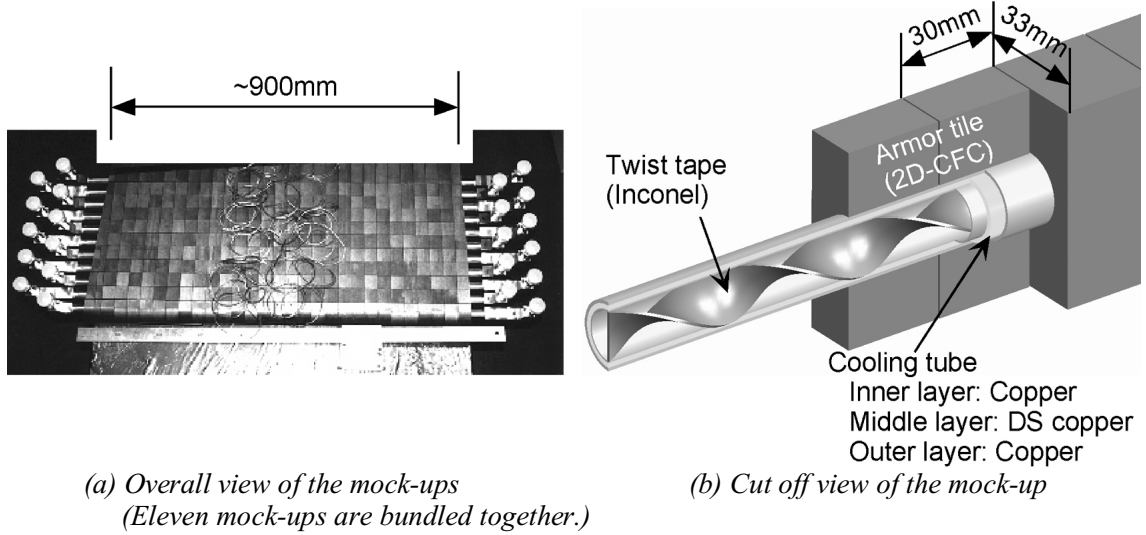 ~900mm
30mm
33mm
Armor tile
(2D-CFC)
Twist tape
(Inconel)
Cooling tube
Inner layer: Copper
Middle layer: DS copper
Outer layer: Copper
(a) Overall view of the mock-ups
(Eleven mock-ups are bundled together.)
(b) Cut off view of the mock-up